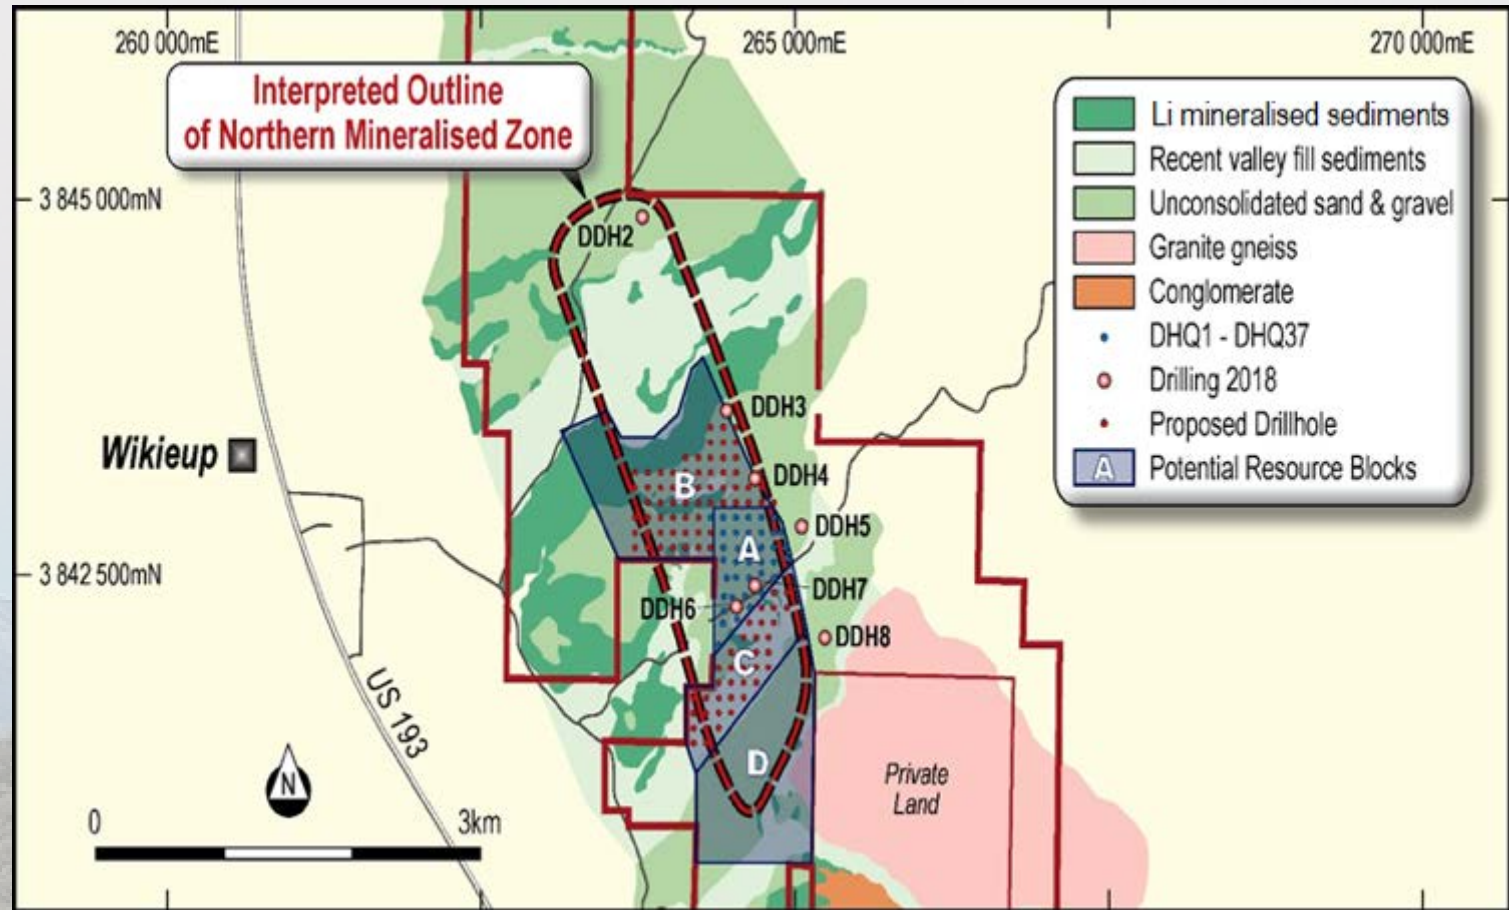 260 000mE
265 000mE
270 000mE
Interpreted Outline
of Northern Mineralised Zone
Li mineralised sediments
Recent valley fill sediments
Unconsolidated sand & gravel
Granite gneiss
Conglomerate
DHQ1 - DHQ37
Drilling 2018
Proposed Drillhole
A Potential Resource Blocks
3 845 000mN
DDH2
DDH3
Wikieup
B
DDH4
DDH5
A
3 842 500mN
DDH7
DDH6
DDH8
C
US 193
D
Private
Land
N
0 3km